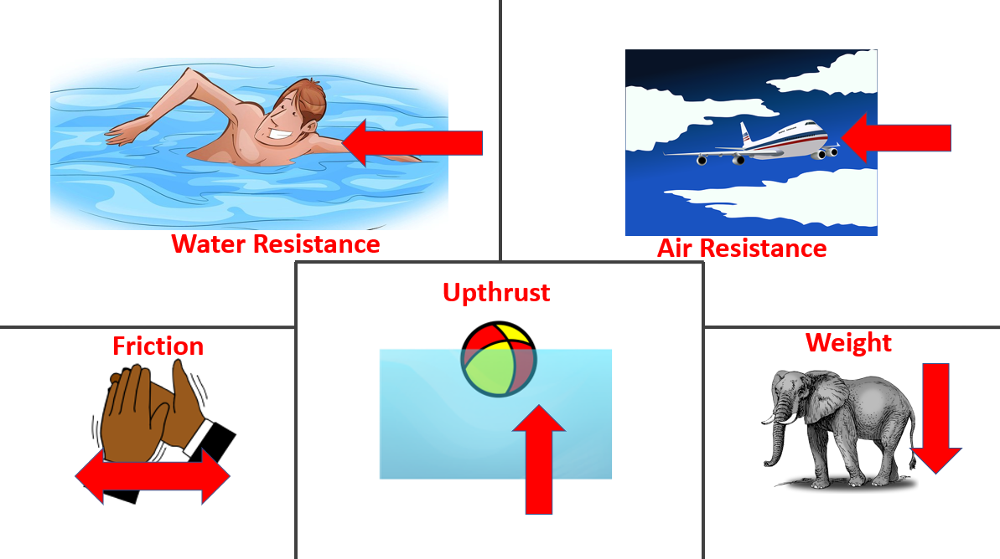 Water Resistance
Air Resistance
Upthrust
Friction
Weight